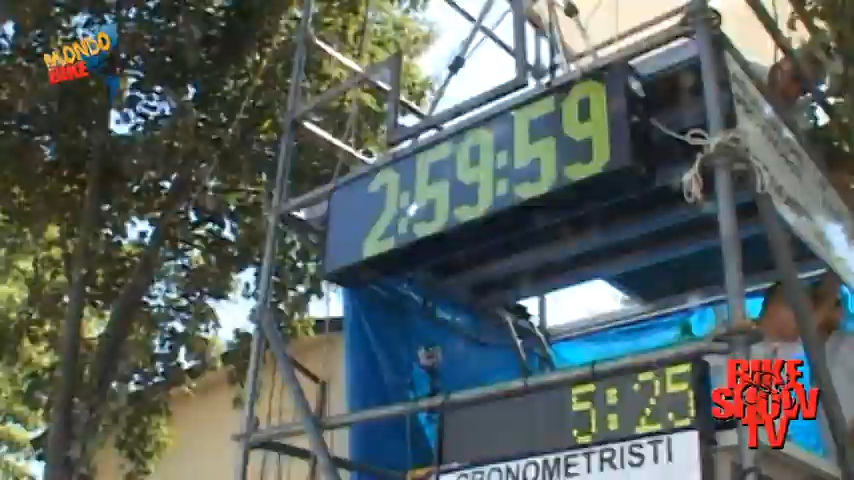 MONDO
BIKE
2:59:59
5:25
CRONOMETRISTI
BIKE
SHOW
TV